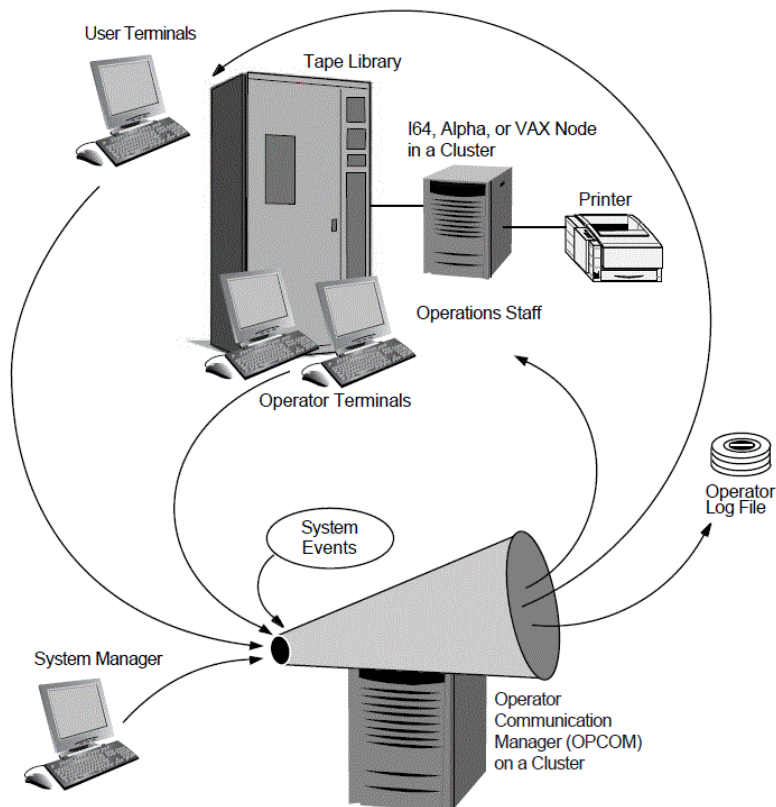 User Terminals
Tape Library
I64, Alpha, or VAX Node
in a Cluster
Printer
Operations Staff
Operator Terminals
Operator
Log File
System
Events
System Manager
Operator
Communication
Manager (OPCOM)
on a Cluster